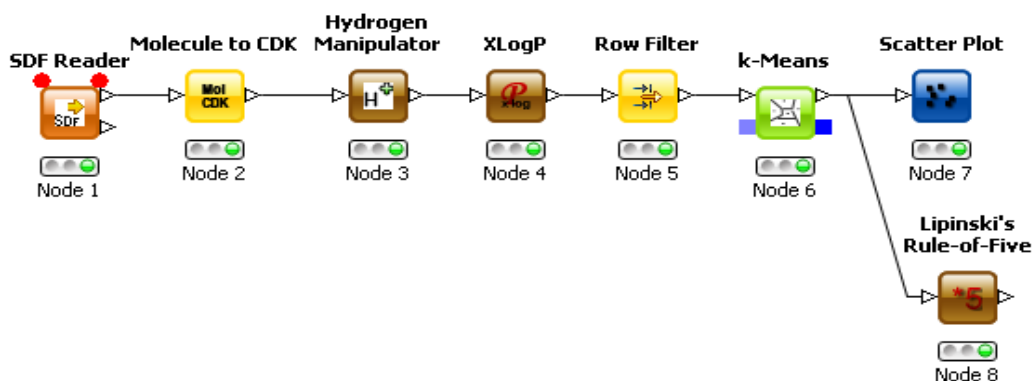 SDF Reader
SDF
Node 1
Molecule to CDK
Mol
CDK
Node 2
Hydrogen
Manipulator
H
Node 3
XLogP
P
x-log
Node 4
Row Filter
Node 5
k-Means
Node 6
Scatter Plot
Node 7
Lipinski's
Rule-of-Five
*5
Node 8